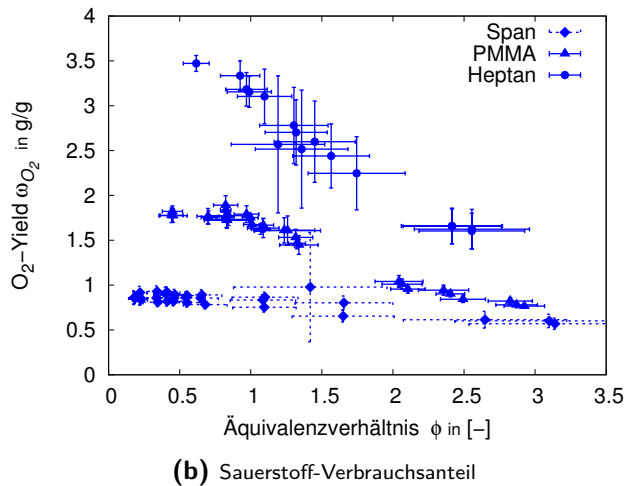 Span
PMMA
Heptan
O2–Yield ωO2 in g/g
4
3.5
3
2.5
2
1.5
1
0.5
0
0 0.5 1 1.5 2 2.5 3 3.5
Äquivalenzverhältnis ϕ in [–]
(b) Sauerstoff-Verbrauchsanteil